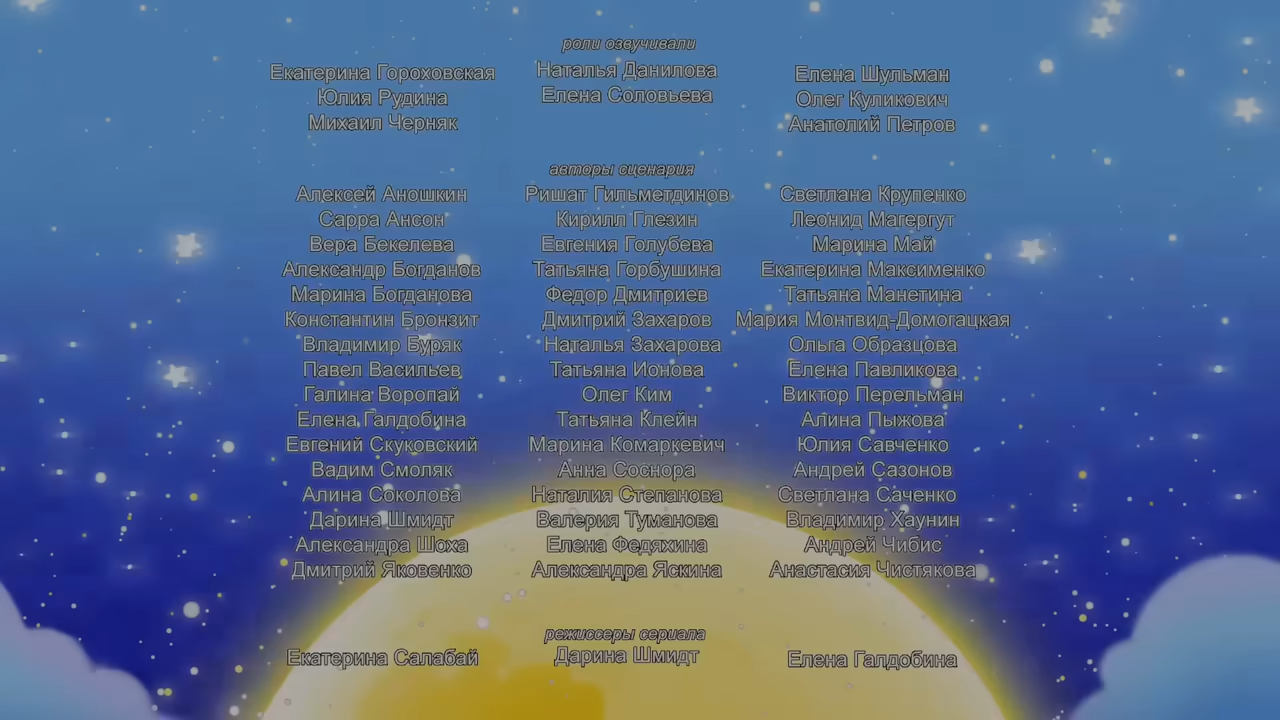 роли озвучивали
Екатерина Гороховская Наталья Данилова Елена Шульман
Юлия Рудина Елена Соловьева Олег Куликович
Михаил Черняк Анатолий Петров
авторы сценария
Алексей Аношкин Ришат Гильметдинов Светлана Крупенко
Сарра Ансон Кирилл Глезин Леонид Магергут
Вера Бекелева Евгения Голубева Марина Май
Александр Богданов Татьяна Горбушина Екатерина Максименко
Марина Богданова Федор Дмитриев Татьяна Манетина
Константин Бронзит Дмитрий Захаров Мария Монтвид-Домогацкая
Владимир Буряк Наталья Захарова Ольга Образцова
Павел Васильев Татьяна Ионова Елена Павликова
Галина Воропай Олег Ким Виктор Перельман
Елена Галдобина Татьяна Клейн Алина Пыжова
Евгений Скуковский Марина Комаркевич Юлия Савченко
Вадим Смоляк Анна Соснора Андрей Сазонов
Алина Соколова Наталия Степанова Светлана Саченко
Дарина Шмидт Валерия Туманова Владимир Хаунин
Александра Шоха Елена Федяхина Андрей Чибис
Дмитрий Яковенко Александра Яскина Анастасия Чистякова
режиссеры сериала
Екатерина Салабай Дарина Шмидт Елена Галдобина